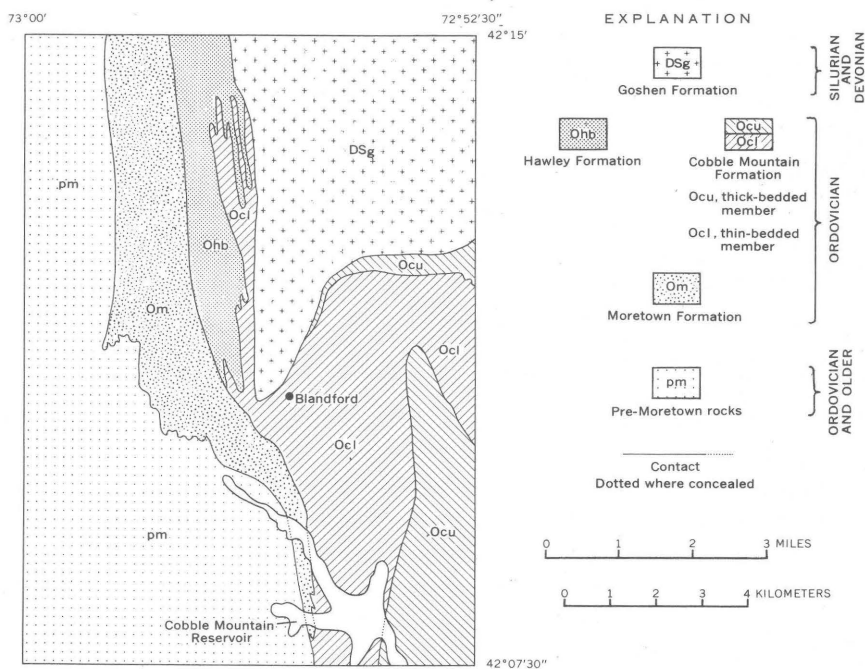 73°00'
72°52'30"
42°15'
pm
DSg
Ohb
Ocl
Ocu
Om
Ocl
Blandford
Ocl
pm
Ocu
Cobble Mountain
Reservoir
42°07'30"
EXPLANATION
DSg
Goshen Formation
SILURIAN
AND
DEVONIAN
Ohb
Hawley Formation
Ocu
Ocl
Cobble Mountain
Formation
Ocu, thick-bedded
member
Ocl, thin-bedded
member
Om
Moretown Formation
ORDOVICIAN
pm
Pre-Moretown rocks
ORDOVICIAN
AND OLDER
Contact
Dotted where concealed
0 1 2 3 MILES
0 1 2 3 4 KILOMETERS